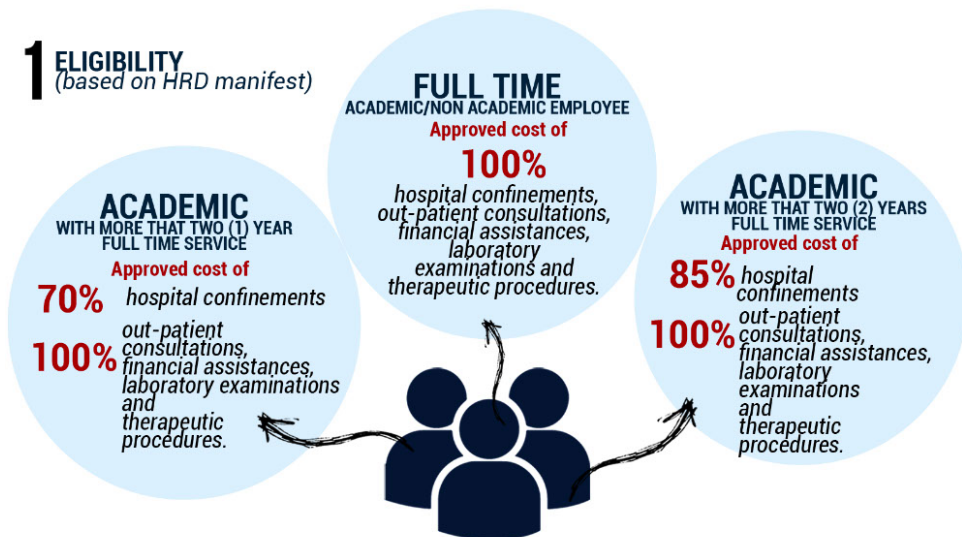 1 ELIGIBILITY
(based on HRD manifest)
ACADEMIC
WITH MORE THAT TWO (1) YEAR
FULL TIME SERVICE
Approved cost of
70% hospital confinements
100% out-patient
consultations,
financial assistances,
laboratory examinations
and
therapeutic
procedures.
FULL TIME
ACADEMIC/NON ACADEMIC EMPLOYEE
Approved cost of
100%
hospital confinements,
out-patient consultations,
financial assistances,
laboratory
examinations and
therapeutic procedures.
ACADEMIC
WITH MORE THAT TWO (2) YEARS
FULL TIME SERVICE
Approved cost of
85% hospital
confinements
100% out-patient
consultations,
financial assistances,
laboratory
examinations
and
therapeutic
procedures.